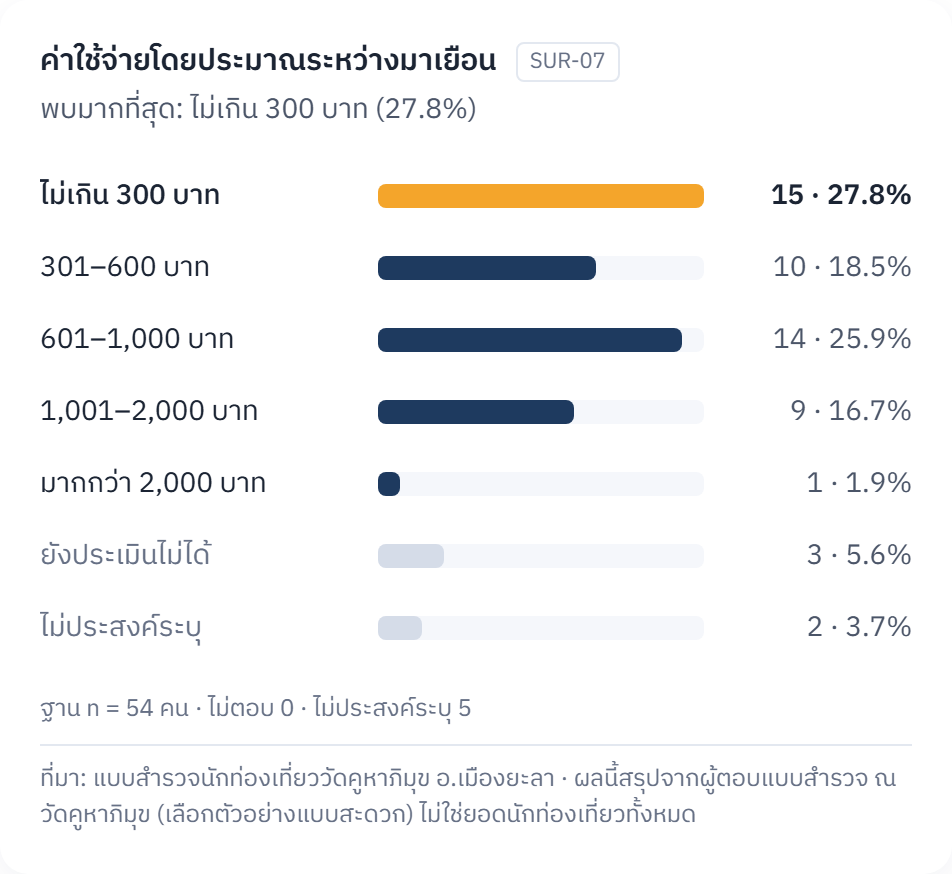 ค่าใช้จ่ายโดยประมาณระหว่างมาเยือน SUR-07
พบมากที่สุด: ไม่เกิน 300 บาท (27.8%)
ไม่เกิน 300 บาท 15 · 27.8%
301–600 บาท 10 · 18.5%
601–1,000 บาท 14 · 25.9%
1,001–2,000 บาท 9 · 16.7%
มากกว่า 2,000 บาท 1 · 1.9%
ยังประเมินไม่ได้ 3 · 5.6%
ไม่ประสงค์ระบุ 2 · 3.7%
ฐาน n = 54 คน · ไม่ตอบ 0 · ไม่ประสงค์ระบุ 5
ที่มา: แบบสำรวจนักท่องเที่ยววัดคูหาภิมุข อ.เมืองยะลา · ผลนี้สรุปจากผู้ตอบแบบสำรวจ ณ
วัดคูหาภิมุข (เลือกตัวอย่างแบบสะดวก) ไม่ใช่ยอดนักท่องเที่ยวทั้งหมด